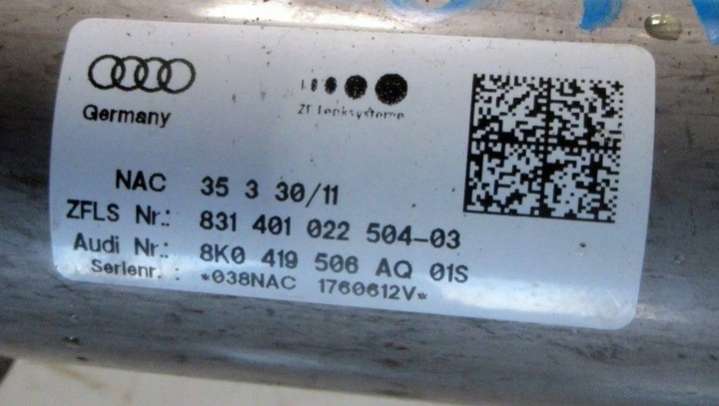 Germany
ZF Lenksysteme
NAC 35 3 30/11
ZFLS Nr.: 831 401 022 504-03
Audi Nr.: 8K0 419 506 AQ 01S
Serienr. : *038NAC 1760612V*